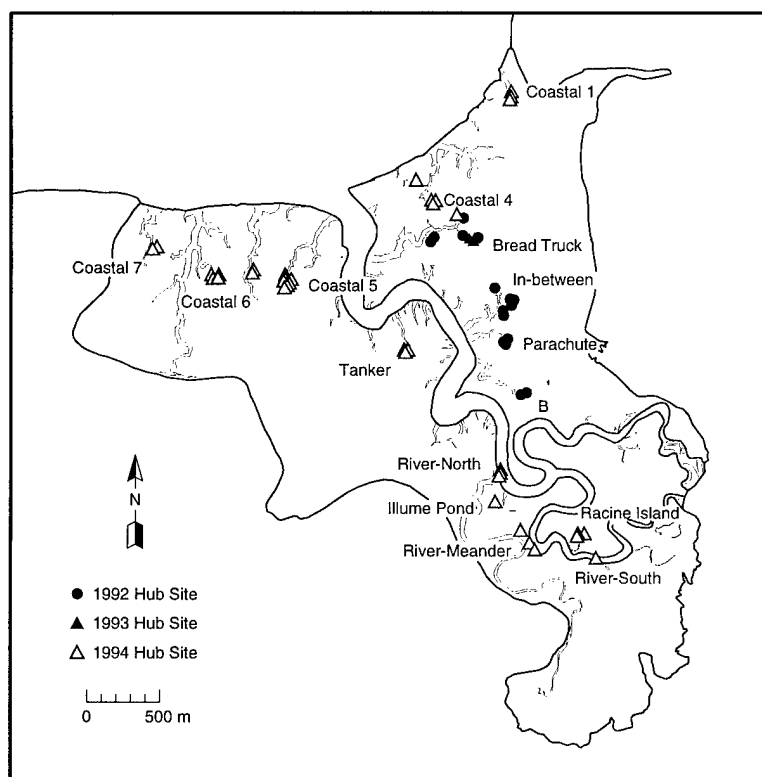 Coastal 1
Coastal 4
Bread Truck
Coastal 7
In-between
Coastal 6
Coastal 5
Parachute
Tanker
B
River-North
N
Illume Pond
Racine Island
River-Meander
River-South
1992 Hub Site
1993 Hub Site
1994 Hub Site
0 500 m